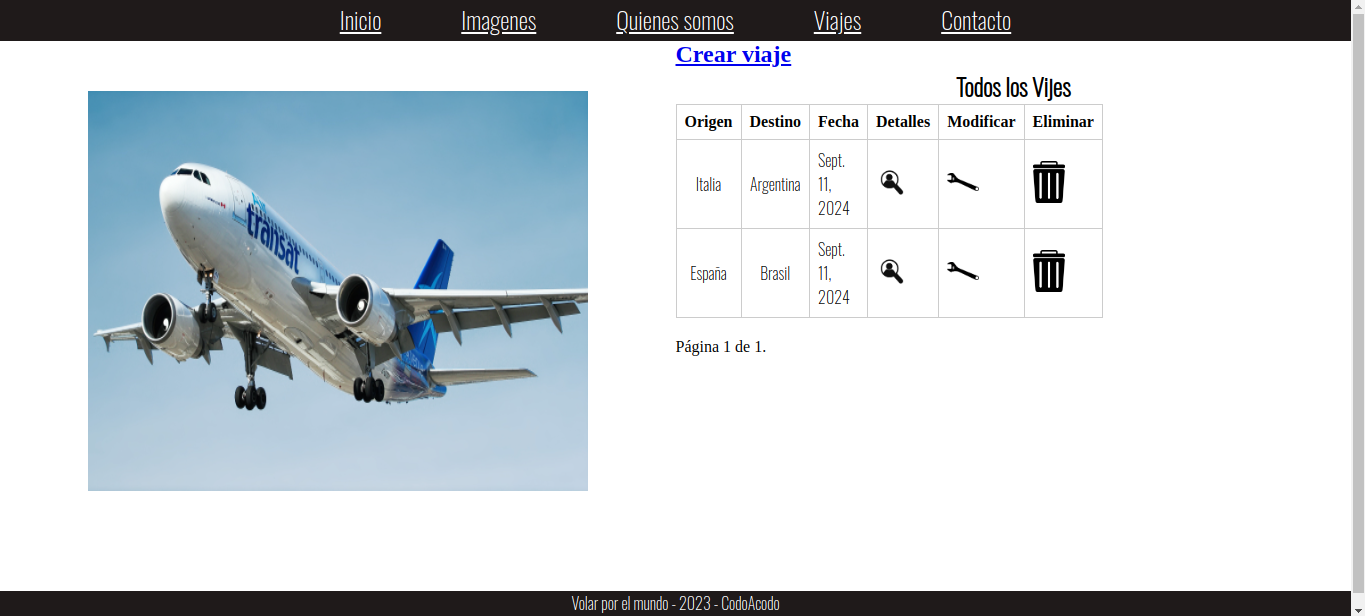 Inicio Imagenes Quienes somos Viajes Contacto
Crear viaje
Todos los Vijes
Origen Destino Fecha Detalles Modificar Eliminar
Italia Argentina Sept. 11, 2024
España Brasil Sept. 11, 2024
transat
Página 1 de 1.
Volar por el mundo - 2023 - CodoAcodo